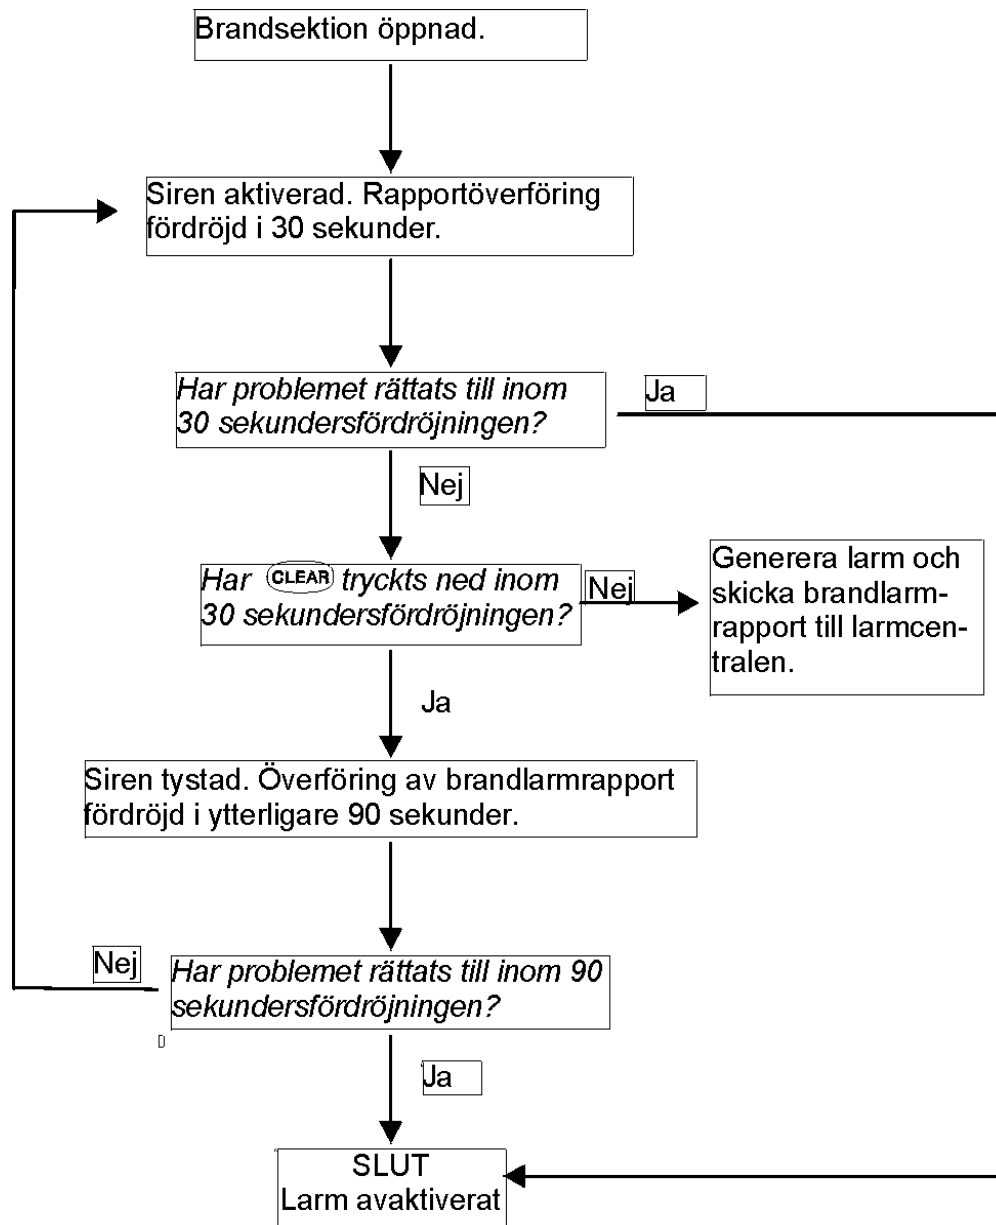 Brandsektion öppnad.
Siren aktiverad. Rapportöverföring
fördröjd i 30 sekunder.
Har problemet rättats till inom
30 sekundersfördröjningen?
Ja
Nej
Har CLEAR tryckts ned inom
30 sekundersfördröjningen?
Nej
Generera larm och
skicka brandlarm-
rapport till larmcen-
tralen.
Ja
Siren tystad. Överföring av brandlarmrapport
fördröjd i ytterligare 90 sekunder.
Nej
Har problemet rättats till inom 90
sekundersfördröjningen?
Ja
SLUT
Larm avaktiverat